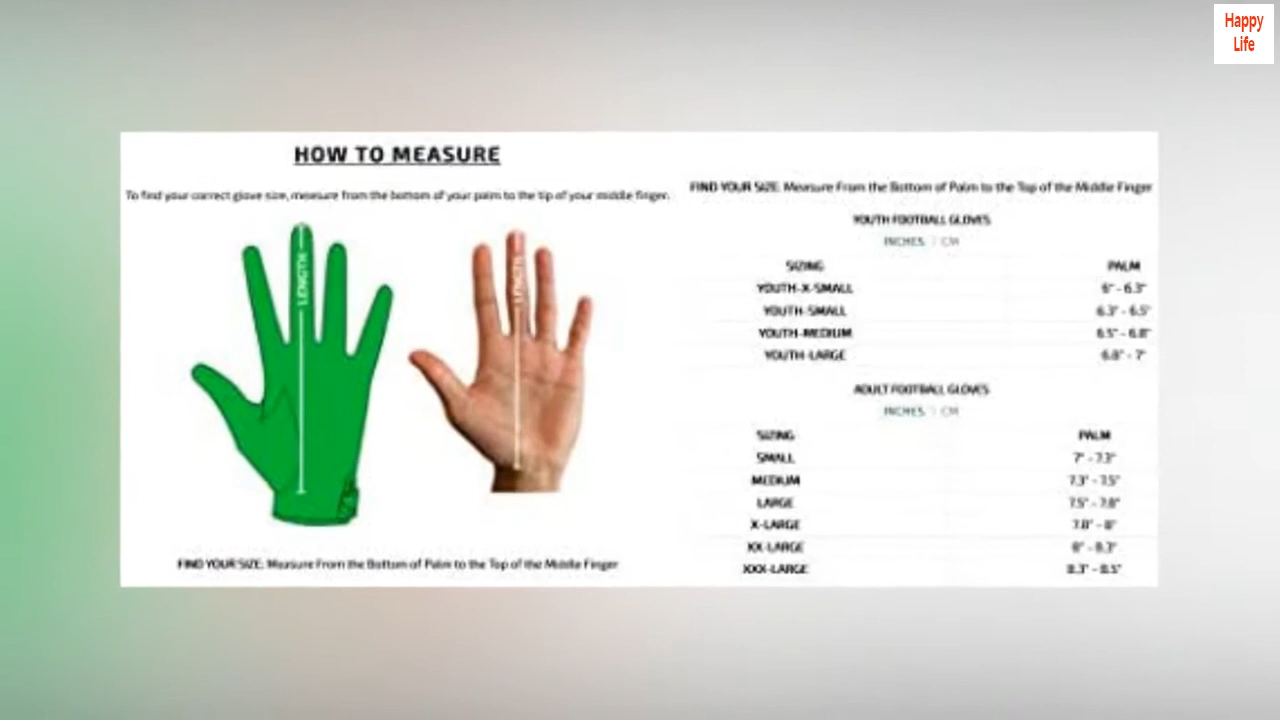 Happy
Life
HOW TO MEASURE
To find your correct glove size, measure from the bottom of your palm to the tip of your middle finger.
LENGTH
LENGTH
FIND YOUR SIZE: Measure From the Bottom of Palm to the Top of the Middle Finger
FIND YOUR SIZE: Measure From the Bottom of Palm to the Top of the Middle Finger
YOUTH FOOTBALL GLOVES
INCHES / CM
SIZING PALM
YOUTH-X-SMALL 6" - 6.3"
YOUTH-SMALL 6.3" - 6.5"
YOUTH-MEDIUM 6.5" - 6.8"
YOUTH-LARGE 6.8" - 7"
ADULT FOOTBALL GLOVES
INCHES / CM
SIZING PALM
SMALL 7" - 7.3"
MEDIUM 7.3" - 7.5"
LARGE 7.5" - 7.8"
X-LARGE 7.8" - 8"
XX-LARGE 8" - 8.3"
XXX-LARGE 8.3" - 8.5"